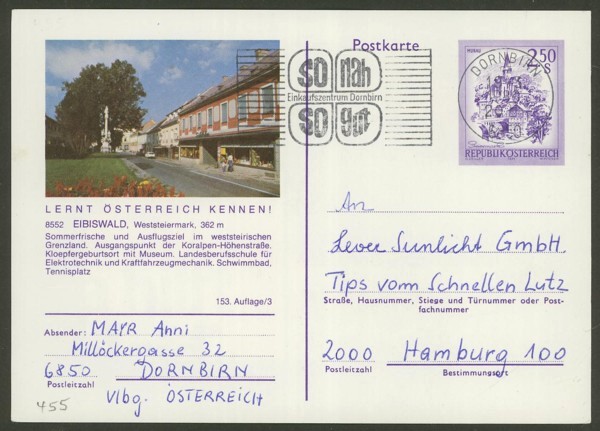 Postkarte
MURAU
2,50
S
DORNBIRN
SO nah
Einkaufszentrum Dornbirn
SO gut
REPUBLIK ÖSTERREICH
LERNT ÖSTERREICH KENNEN!
8552 EIBISWALD, Weststeiermark, 362 m
Sommerfrische und Ausflugsziel im weststeirischen
Grenzland. Ausgangspunkt der Koralpen-Höhenstraße.
Kloepfergeburtsort mit Museum. Landesberufsschule für
Elektrotechnik und Kraftfahrzeugmechanik. Schwimmbad,
Tennisplatz
153. Auflage/3
Absender: MAYR Anni
Millöckergasse 32
6850 DORNBIRN
Postleitzahl
Vlbg. ÖSTERREICH
455
An
Lever Sunlicht GmbH.
Tips vom Schnellen Lutz
Straße, Hausnummer, Stiege und Türnummer oder Post-
fachnummer
2000 Hamburg 100
Postleitzahl Bestimmungsort